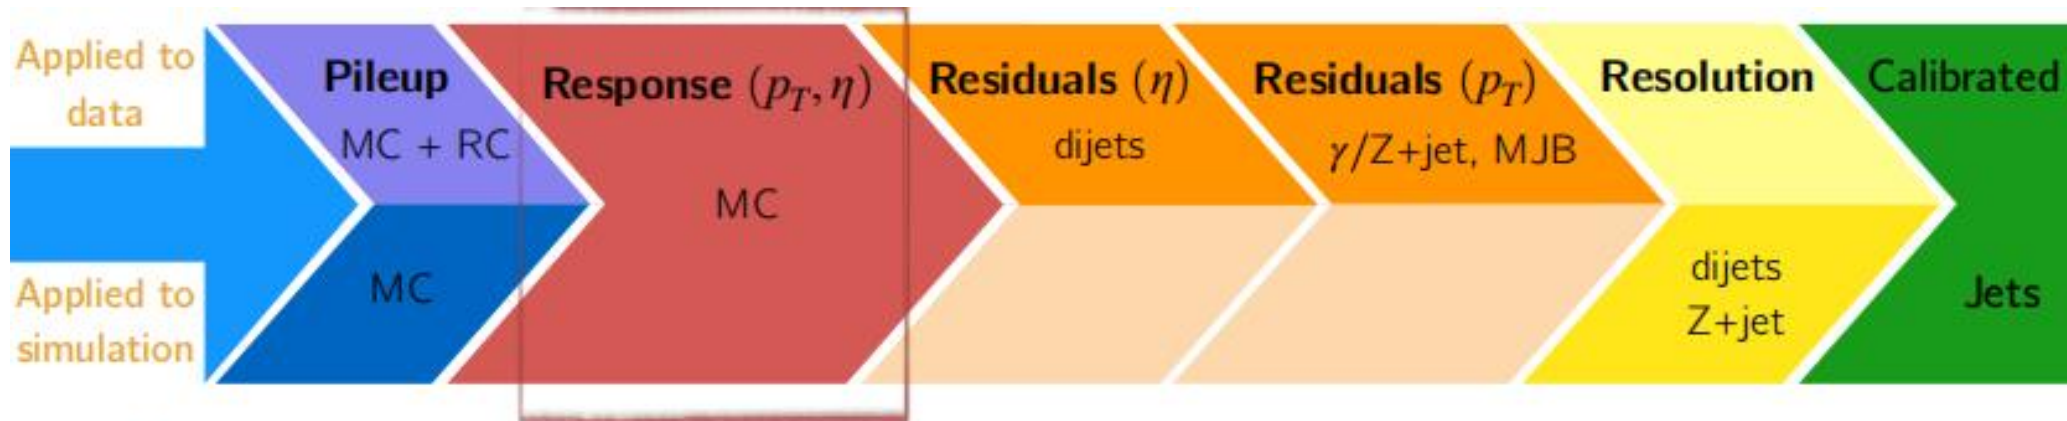 Applied to
data
Applied to
simulation
Pileup
MC + RC
MC
Response (p_T, η)
MC
Residuals (η)
dijets
Residuals (p_T)
γ/Z+jet, MJB
Resolution
dijets
Z+jet
Calibrated
Jets